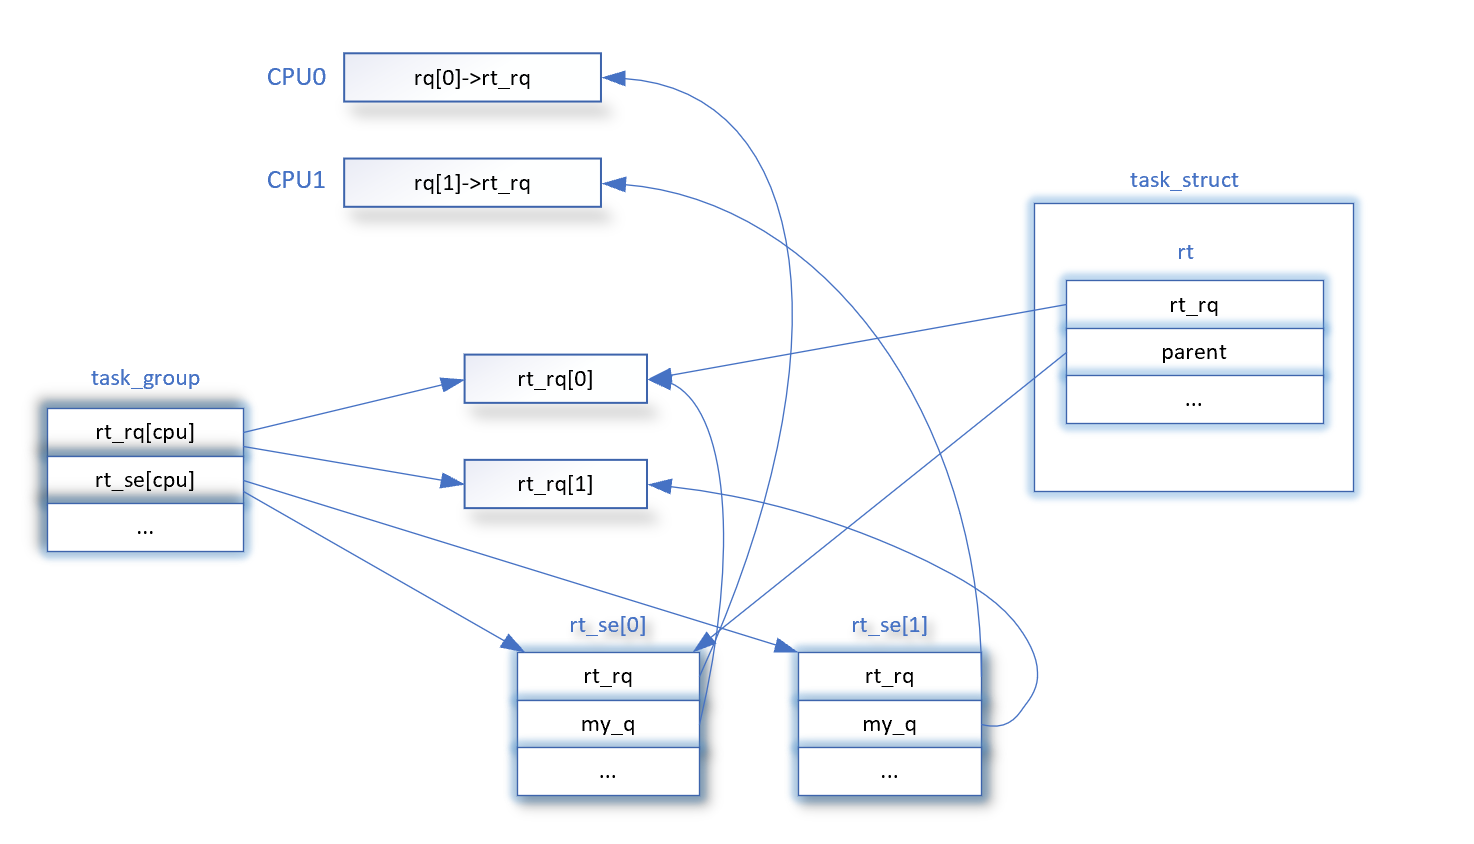 CPU0
rq[0]->rt_rq
CPU1
rq[1]->rt_rq
task_struct
rt
rt_rq
parent
...
task_group
rt_rq[cpu]
rt_se[cpu]
...
rt_rq[0]
rt_rq[1]
rt_se[0]
rt_rq
my_q
...
rt_se[1]
rt_rq
my_q
...